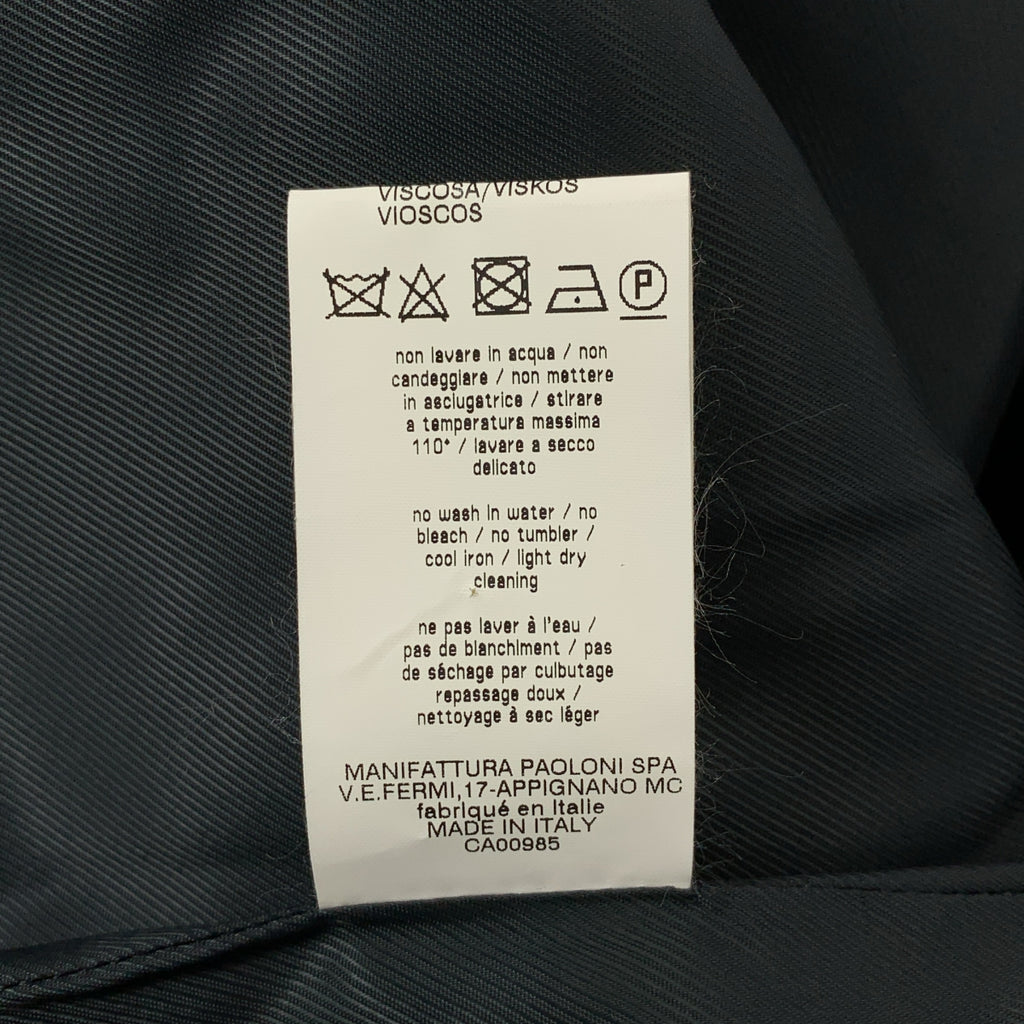 VISCOSA/VISKOS
VIOSCOS
P
non lavare in acqua / non
candeggiare / non mettere
in asciugatrice / stirare
a temperatura massima
110° / lavare a secco
delicato
no wash in water / no
bleach / no tumbler /
cool iron / light dry
cleaning
ne pas laver à l'eau /
pas de blanchiment / pas
de séchage par culbutage
repassage doux /
nettoyage à sec léger
MANIFATTURA PAOLONI SPA
V.E.FERMI,17-APPIGNANO MC
fabriqué en Italie
MADE IN ITALY
CA00985